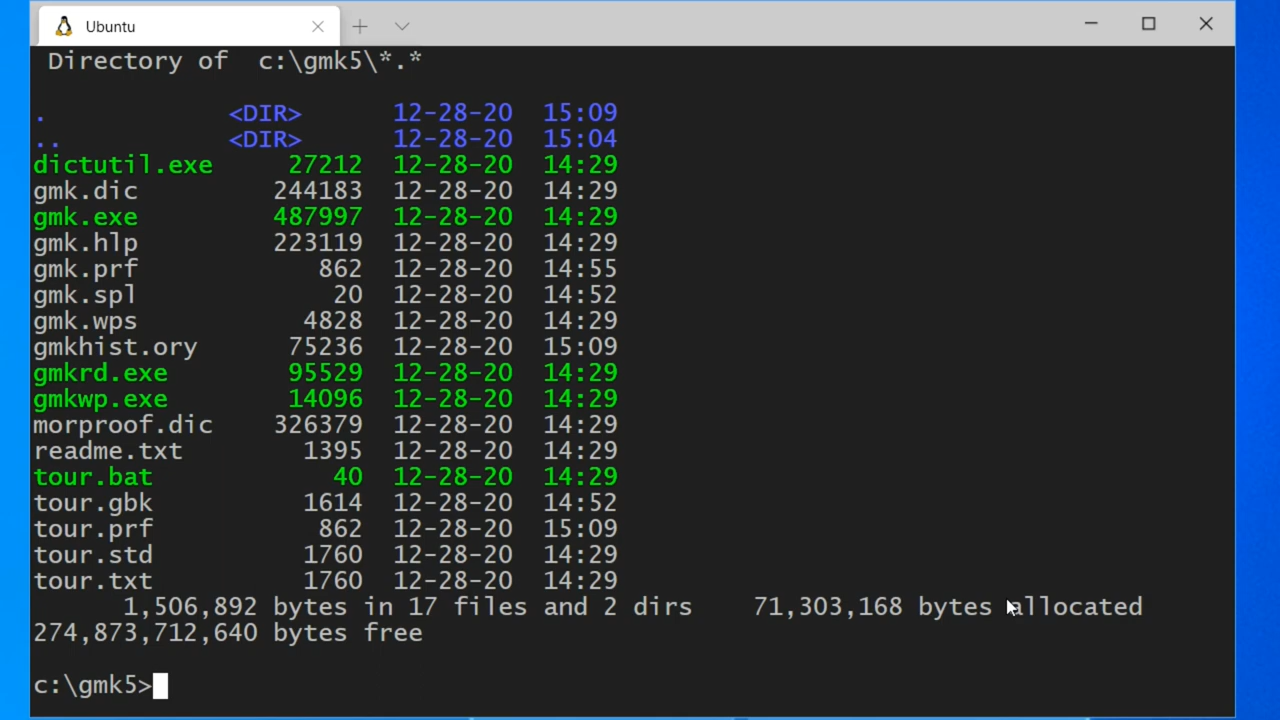 Ubuntu
Directory of c:\gmk5\*.*
. <DIR> 12-28-20 15:09
.. <DIR> 12-28-20 15:04
dictutil.exe 27212 12-28-20 14:29
gmk.dic 244183 12-28-20 14:29
gmk.exe 487997 12-28-20 14:29
gmk.hlp 223119 12-28-20 14:29
gmk.prf 862 12-28-20 14:55
gmk.spl 20 12-28-20 14:52
gmk.wps 4828 12-28-20 14:29
gmkhist.ory 75236 12-28-20 15:09
gmkrd.exe 95529 12-28-20 14:29
gmkwp.exe 14096 12-28-20 14:29
morproof.dic 326379 12-28-20 14:29
readme.txt 1395 12-28-20 14:29
tour.bat 40 12-28-20 14:29
tour.gbk 1614 12-28-20 14:52
tour.prf 862 12-28-20 15:09
tour.std 1760 12-28-20 14:29
tour.txt 1760 12-28-20 14:29
1,506,892 bytes in 17 files and 2 dirs 71,303,168 bytes allocated
274,873,712,640 bytes free
c:\gmk5>